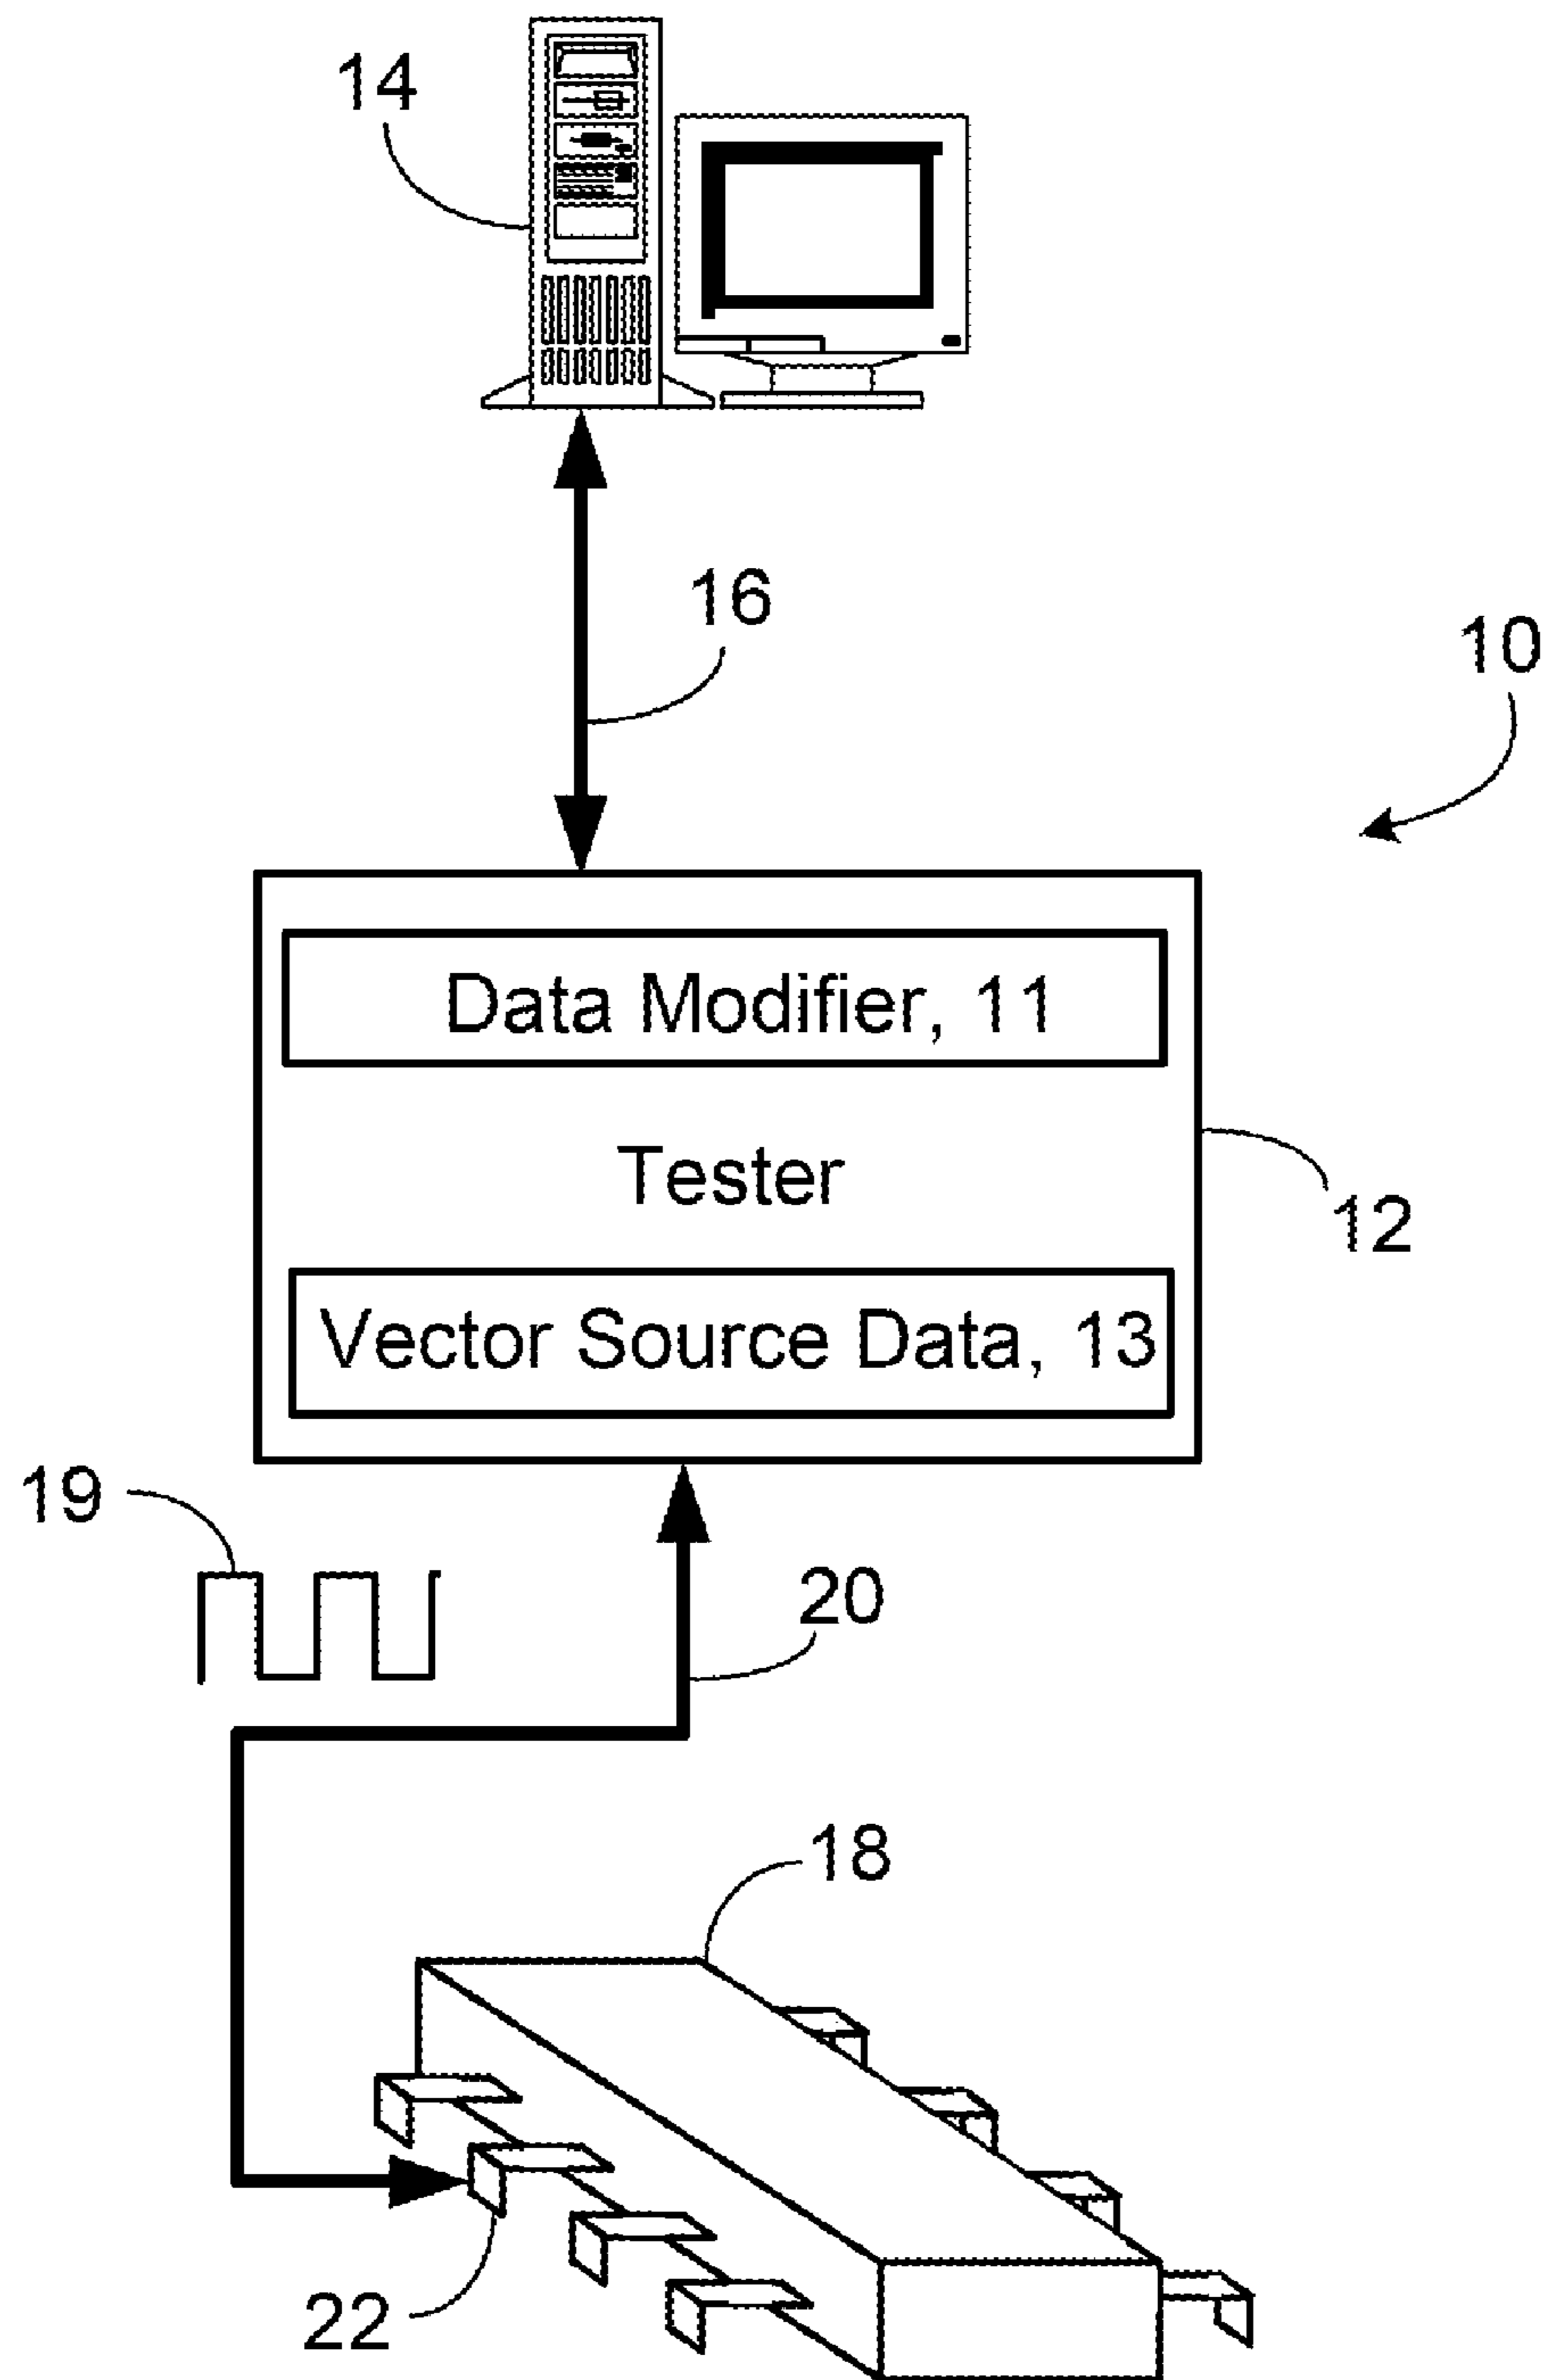 14
16
10
Data Modifier, 11
Tester
12
Vector Source Data, 13
19
20
18
22